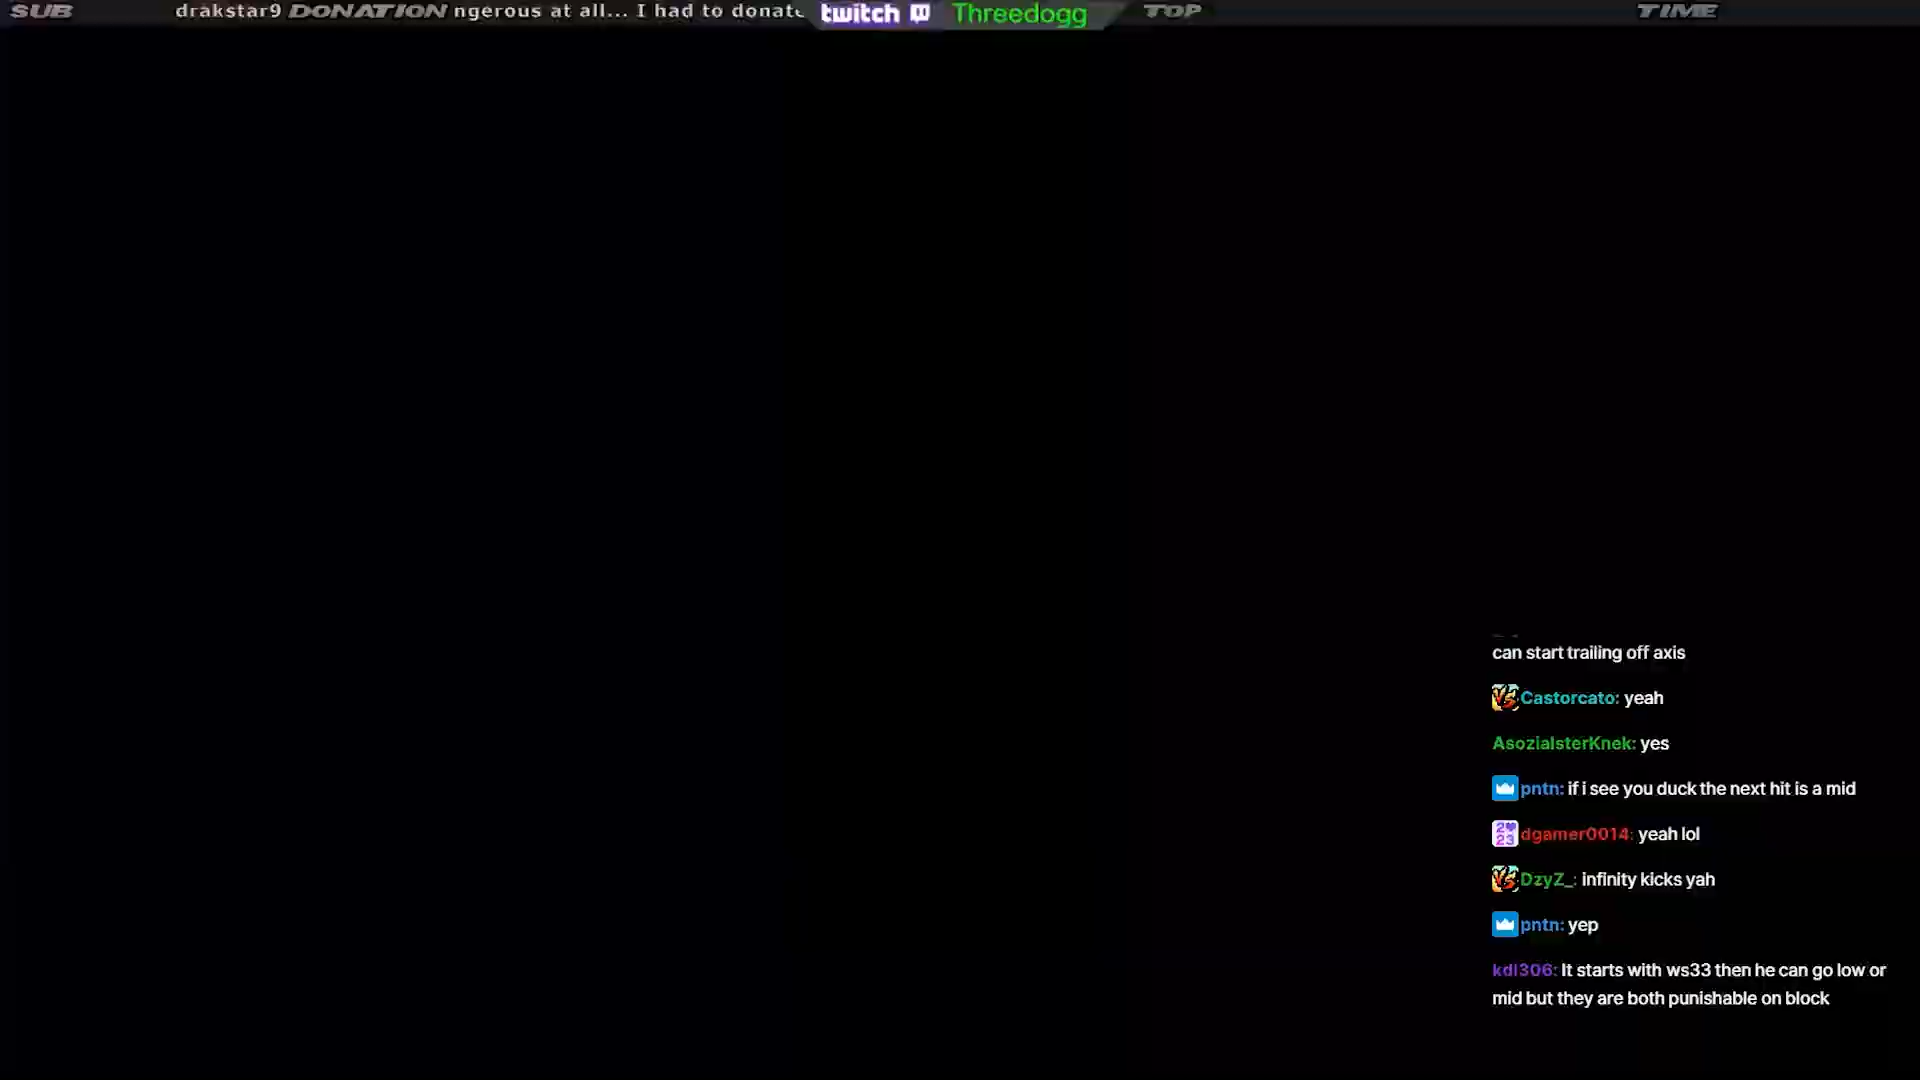 SUB drakstar9 DONATION ngerous at all... I had to donate twitch Threedogg TOP TIME
can start trailing off axis
Castorcato: yeah
AsozialsterKnek: yes
pntn: if i see you duck the next hit is a mid
dgamer0014: yeah lol
DzyZ_: infinity kicks yah
pntn: yep
kdl306: It starts with ws33 then he can go low or
mid but they are both punishable on block